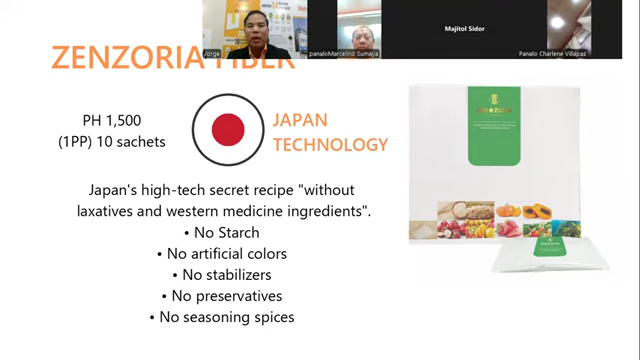 Jorge
panaloMarcelino Sumaya
Majitol Sidor
Panalo Charlene Villapaz
ZENZORIA FIBER
PH 1,500
(1PP) 10 sachets
JAPAN
TECHNOLOGY
Japan's high-tech secret recipe "without
laxatives and western medicine ingredients".
• No Starch
• No artificial colors
• No stabilizers
• No preservatives
• No seasoning spices